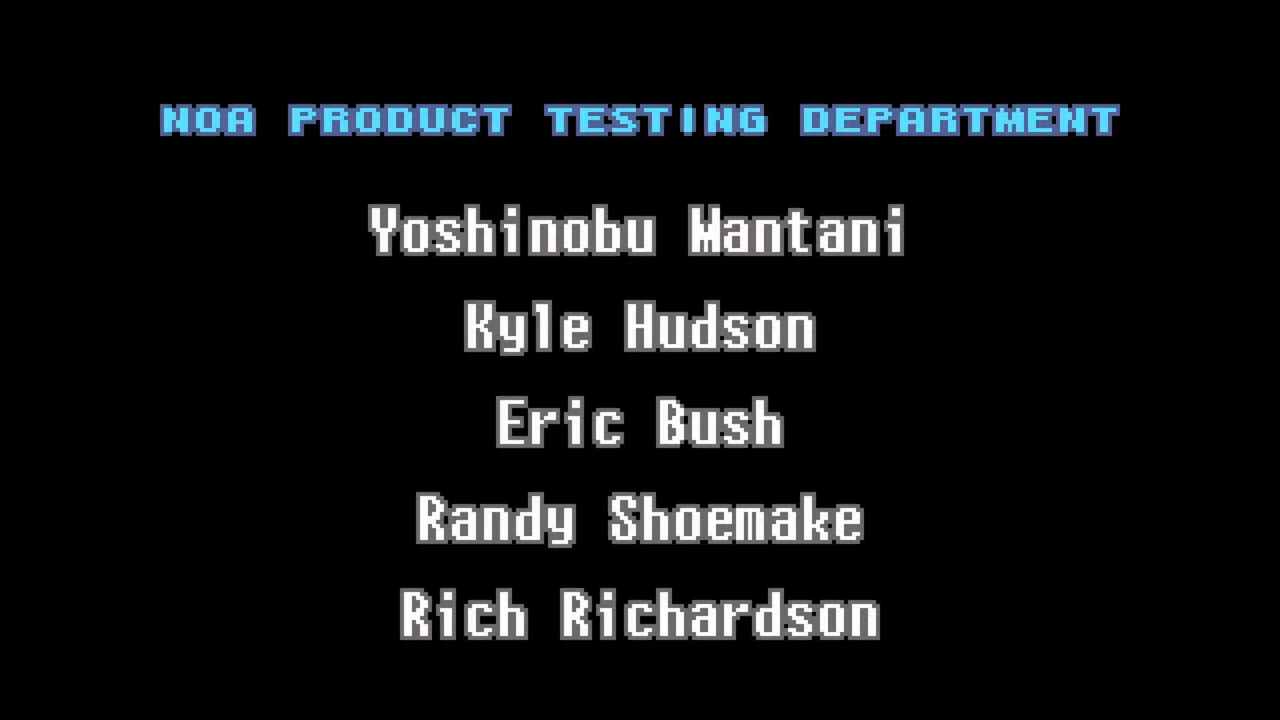 NOA PRODUCT TESTING DEPARTMENT
Yoshinobu Mantani
Kyle Hudson
Eric Bush
Randy Shoemake
Rich Richardson